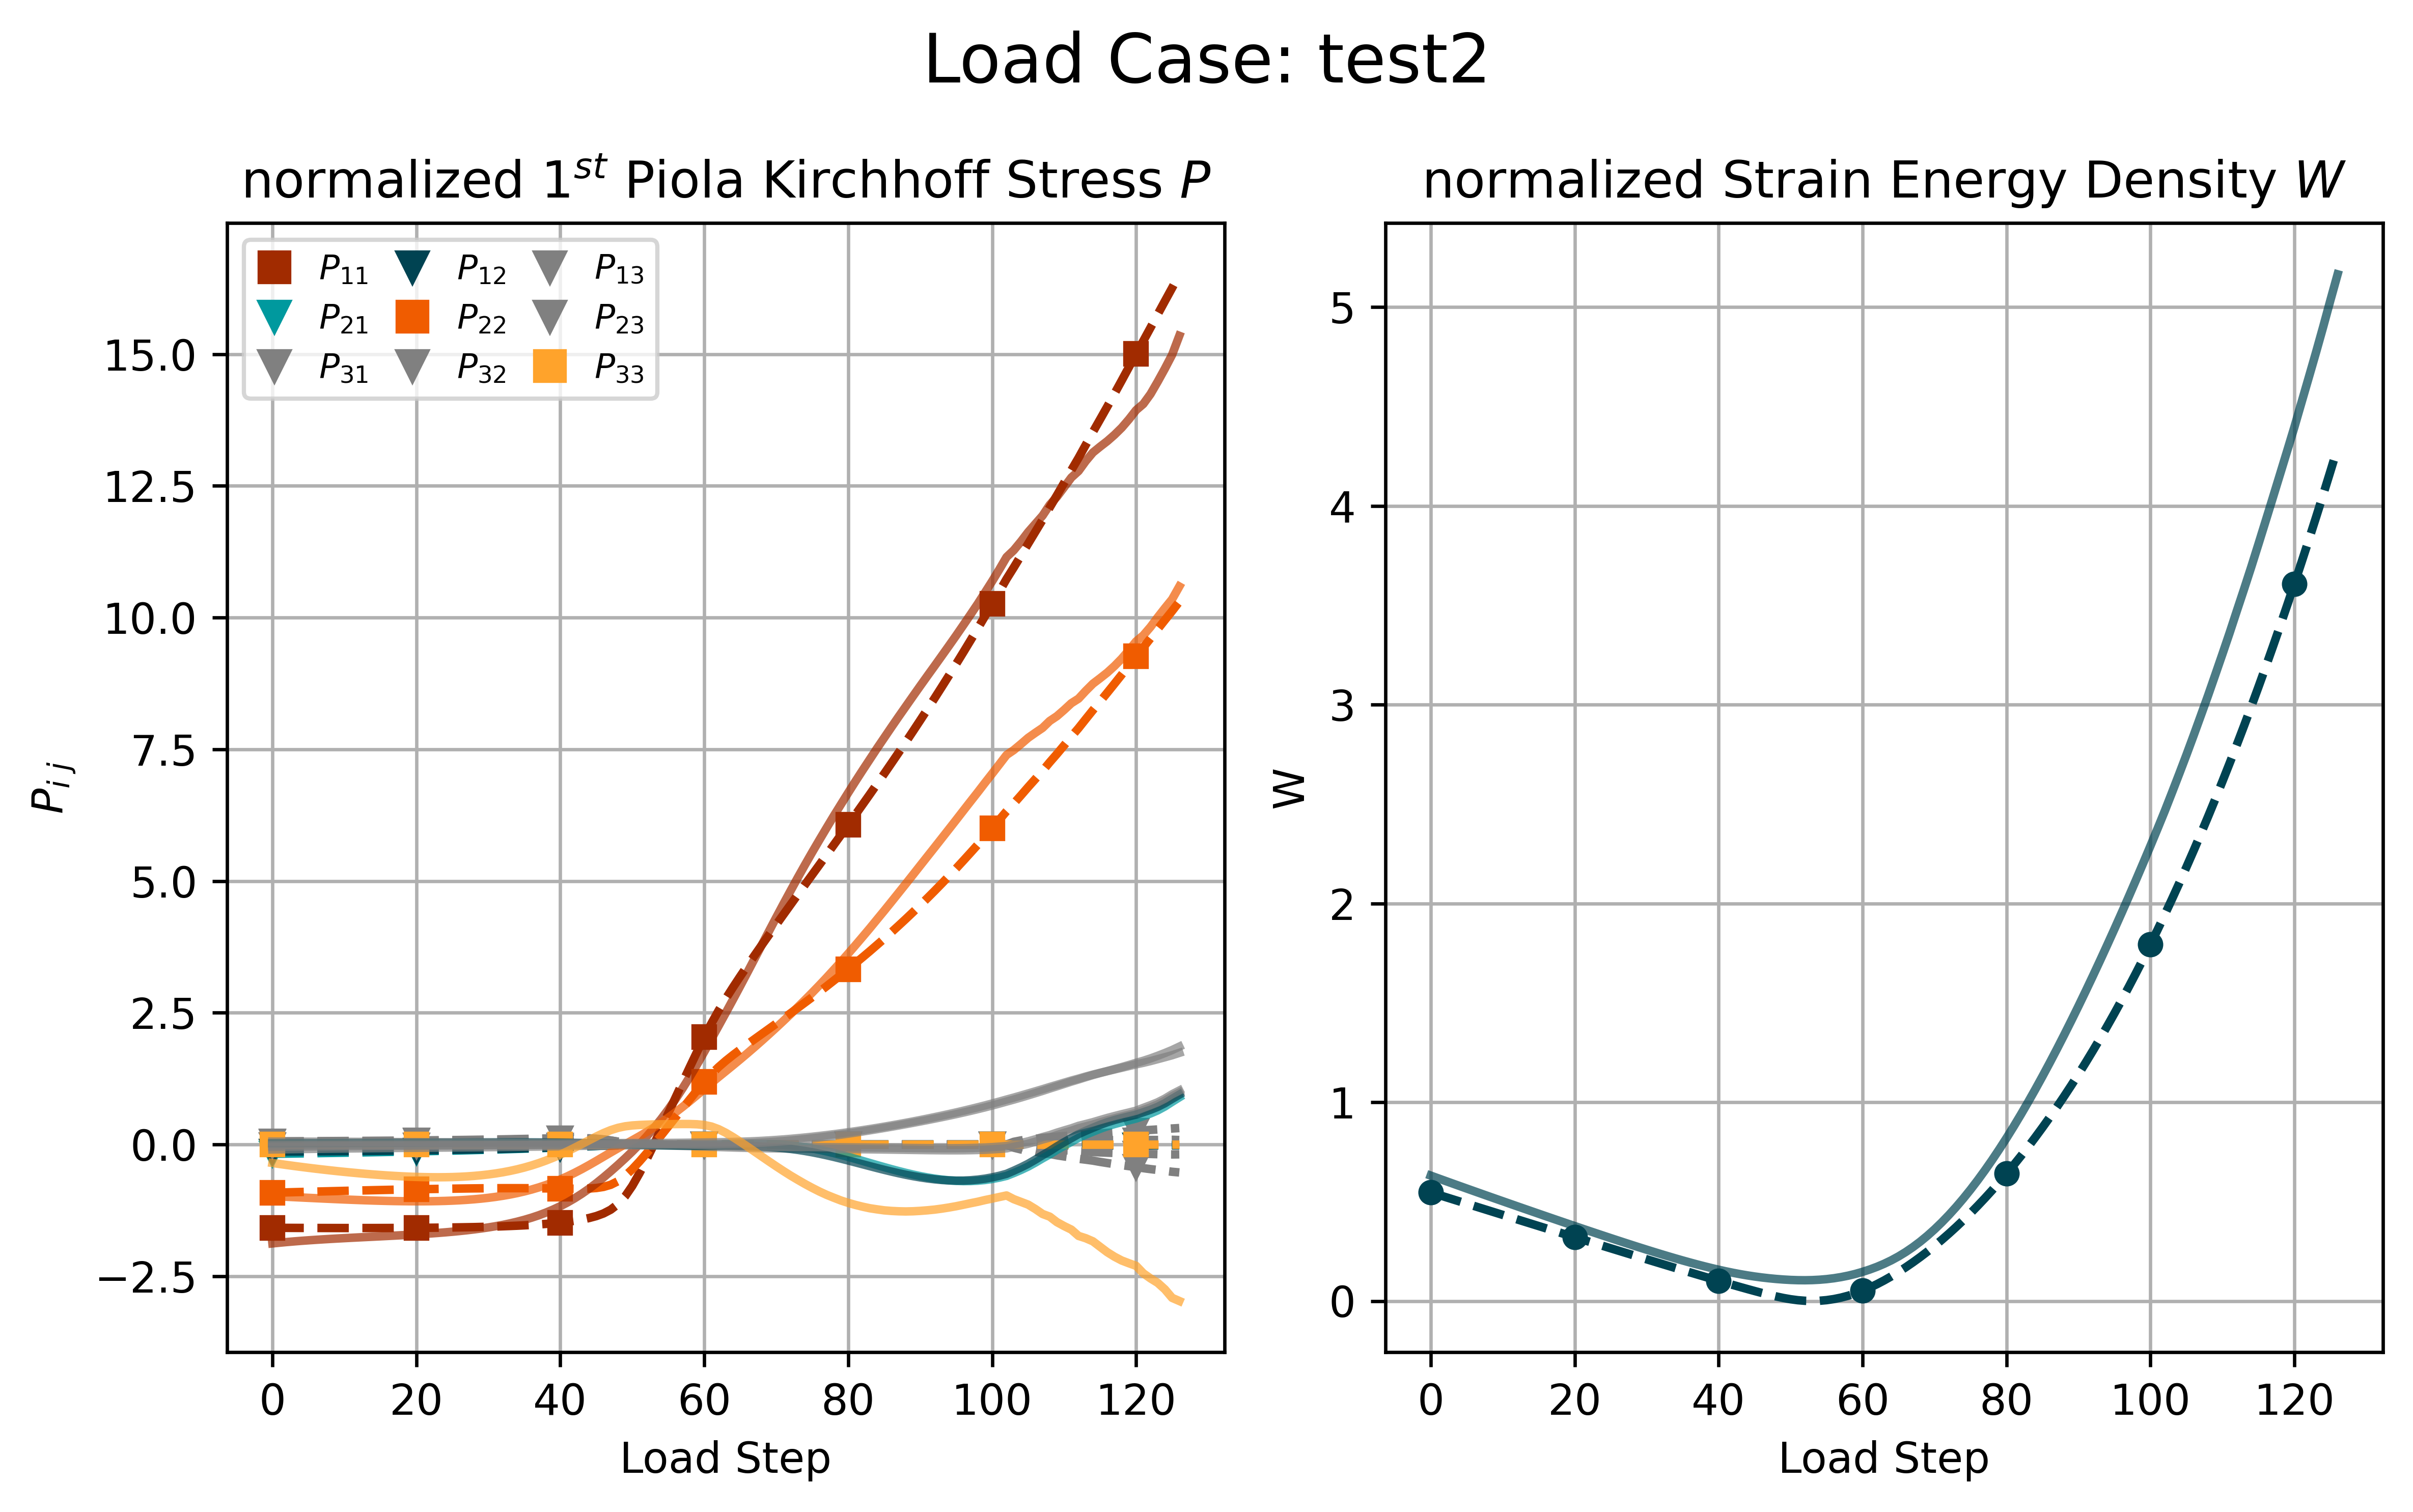 Load Case: test2
normalized 1st Piola Kirchhoff Stress P
P11 P12 P13
P21 P22 P23
P31 P32 P33
15.0
12.5
10.0
7.5
5.0
2.5
0.0
−2.5
Pi j
0 20 40 60 80 100 120
Load Step
normalized Strain Energy Density W
5
4
3
2
1
0
W
0 20 40 60 80 100 120
Load Step